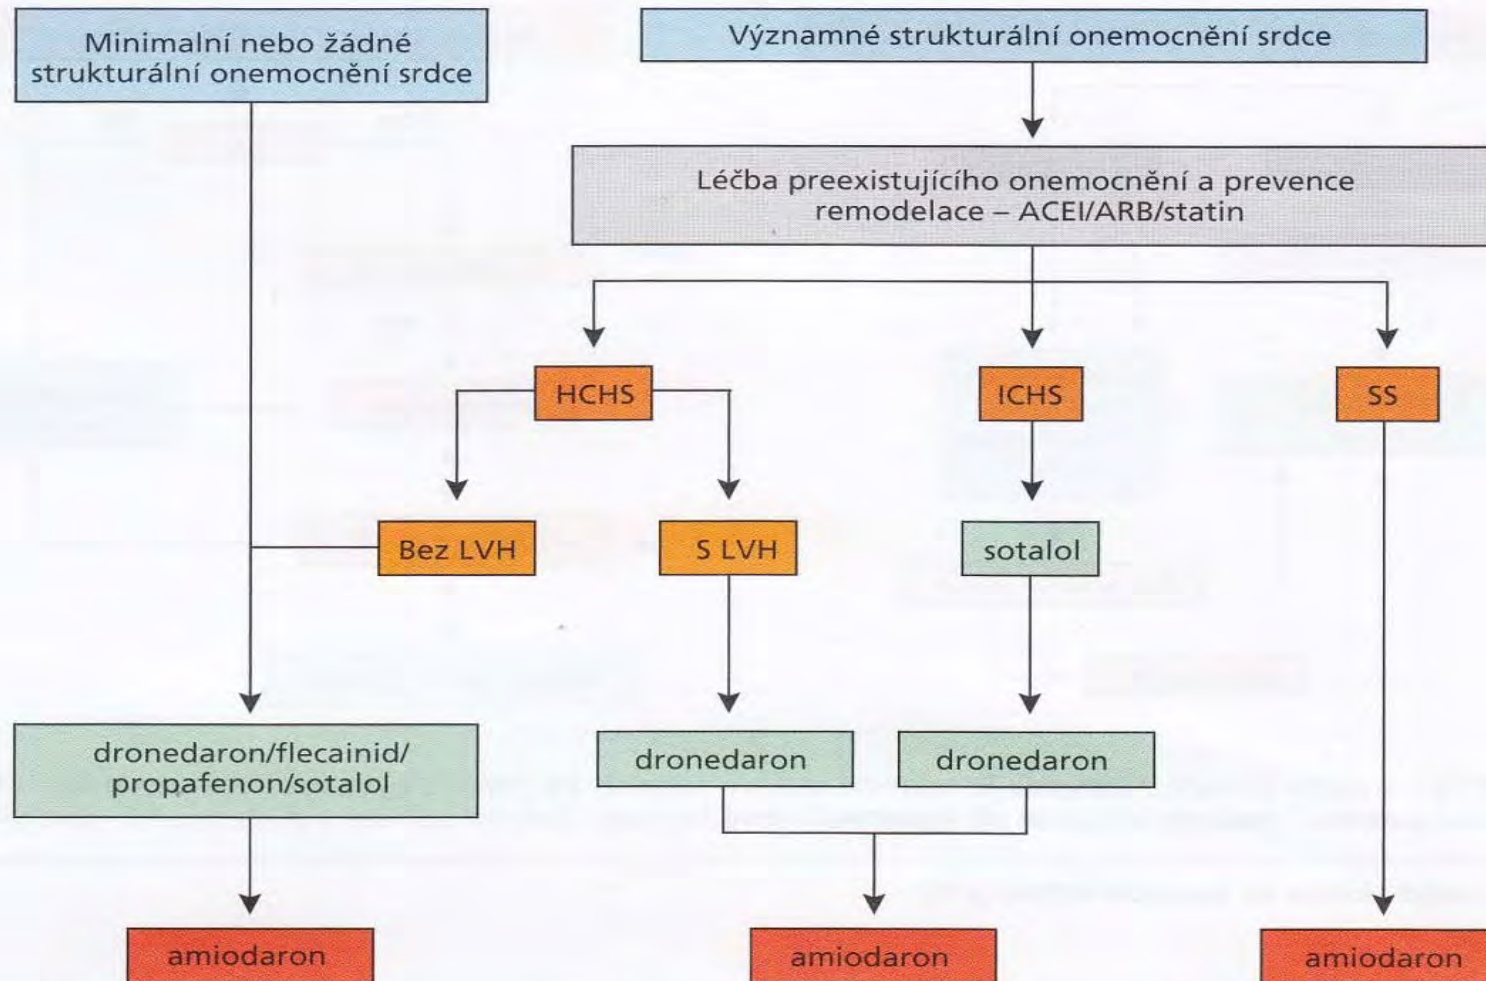 Minimalní nebo žádné
strukturální onemocnění srdce
Významné strukturální onemocnění srdce
Léčba preexistujícího onemocnění a prevence
remodelace – ACEI/ARB/statin
HCHS
ICHS
SS
Bez LVH
S LVH
sotalol
dronedaron/flecainid/
propafenon/sotalol
dronedaron
dronedaron
amiodaron
amiodaron
amiodaron